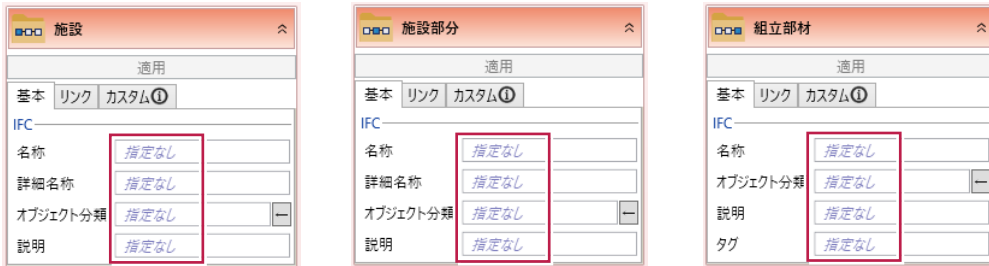 施設
適用
基本 リンク カスタム
IFC
名称 指定なし
詳細名称 指定なし
オブジェクト分類 指定なし
説明 指定なし
施設部分
適用
基本 リンク カスタム
IFC
名称 指定なし
詳細名称 指定なし
オブジェクト分類 指定なし
説明 指定なし
組立部材
適用
基本 リンク カスタム
IFC
名称 指定なし
オブジェクト分類 指定なし
説明 指定なし
タグ 指定なし